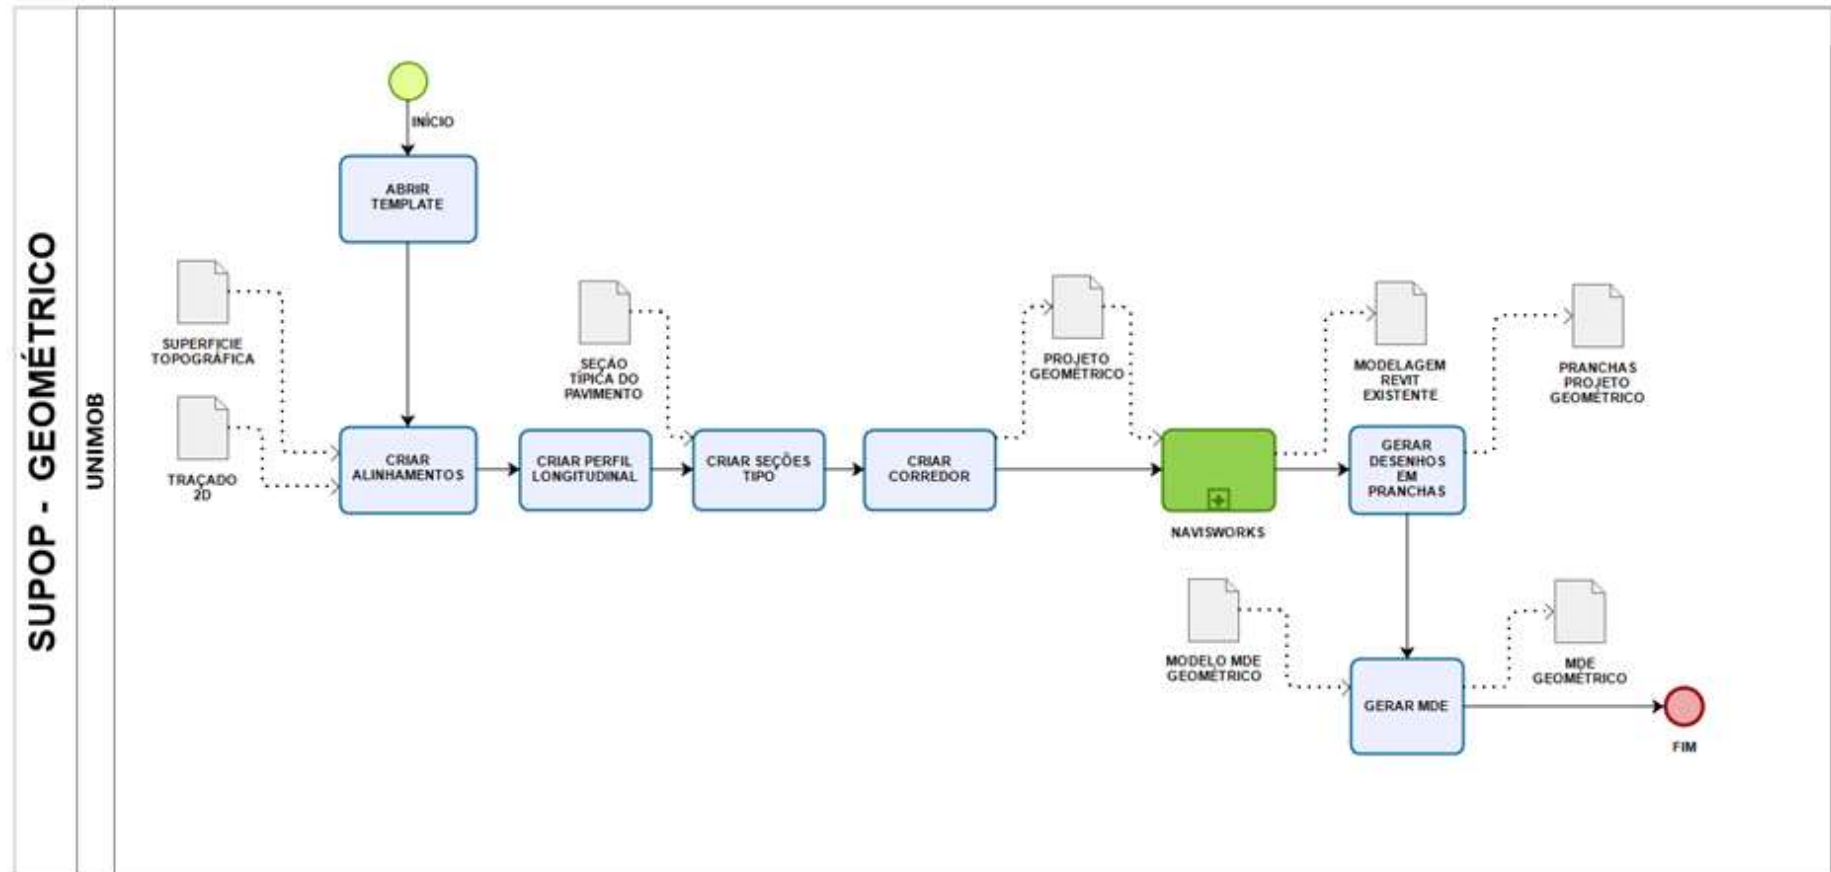 SUPOP - GEOMÉTRICO
UNIMOB
INÍCIO
ABRIR
TEMPLATE
SUPERFICIE
TOPOGRÁFICA
TRAÇADO
2D
CRIAR
ALINHAMENTOS
CRIAR PERFIL
LONGITUDINAL
SEÇÃO
TÍPICA DO
PAVIMENTO
CRIAR SEÇÕES
TIPO
CRIAR
CORREDOR
PROJETO
GEOMÉTRICO
NAVISWORKS
MODELAGEM
REVIT
EXISTENTE
GERAR
DESENHOS
EM
PRANCHAS
PRANCHAS
PROJETO
GEOMÉTRICO
MODELO MDE
GEOMÉTRICO
GERAR MDE
MDE
GEOMÉTRICO
FIM